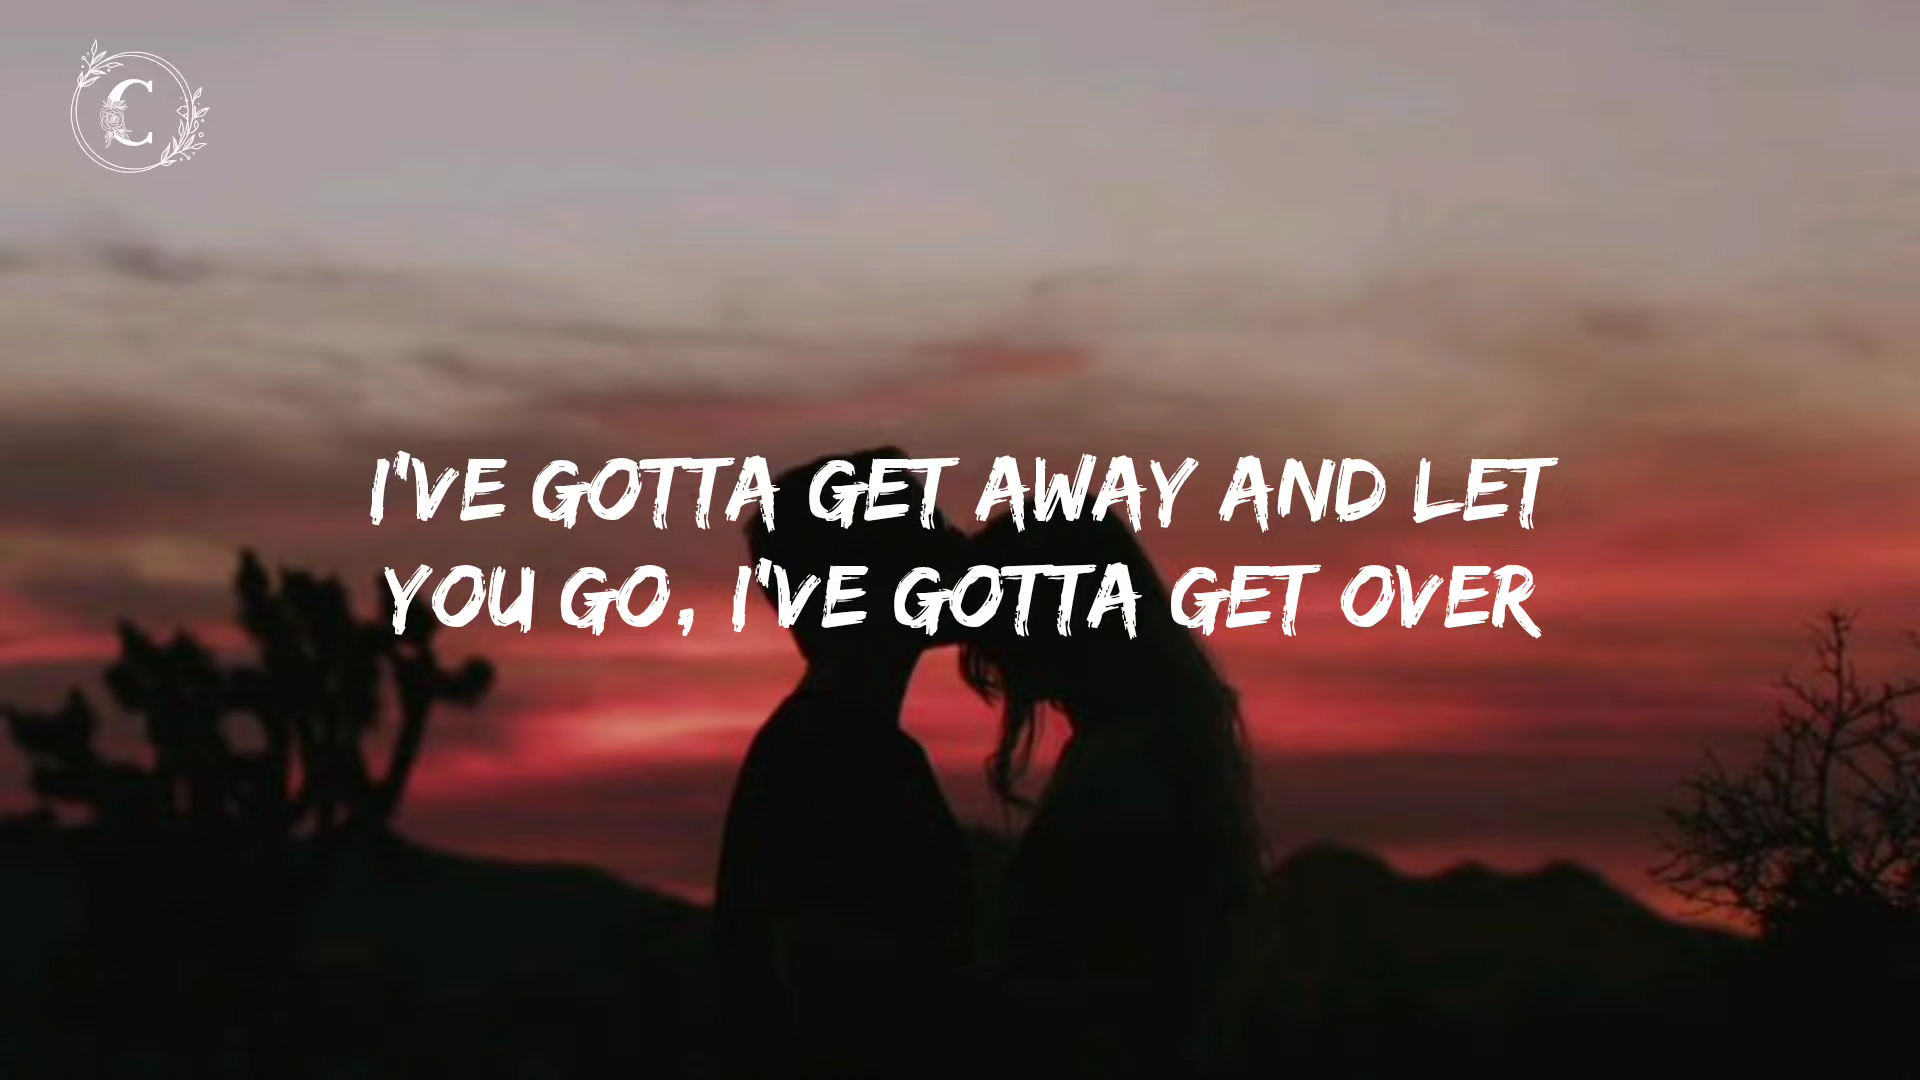 C
I'VE GOTTA GET AWAY AND LET
YOU GO, I'VE GOTTA GET OVER